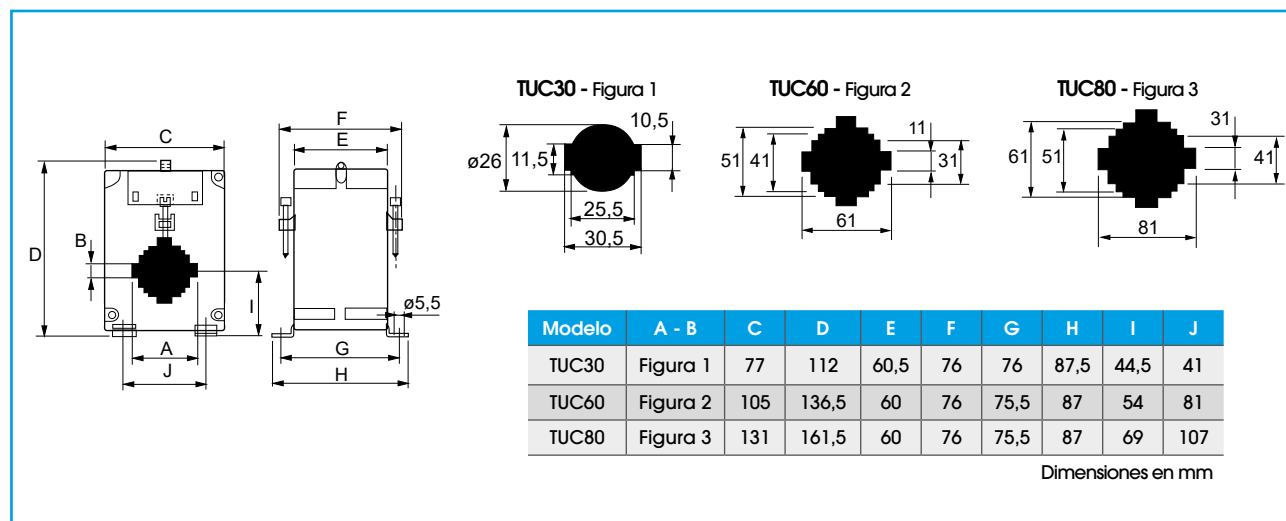 TUC30 - Figura 1
ø26
11,5
10,5
25,5
30,5
TUC60 - Figura 2
51
41
11
31
61
TUC80 - Figura 3
61
51
31
41
81
C
D
B
I
A
J
F
E
ø5,5
G
H
Modelo A - B C D E F G H I J
TUC30 Figura 1 77 112 60,5 76 76 87,5 44,5 41
TUC60 Figura 2 105 136,5 60 76 75,5 87 54 81
TUC80 Figura 3 131 161,5 60 76 75,5 87 69 107
Dimensiones en mm